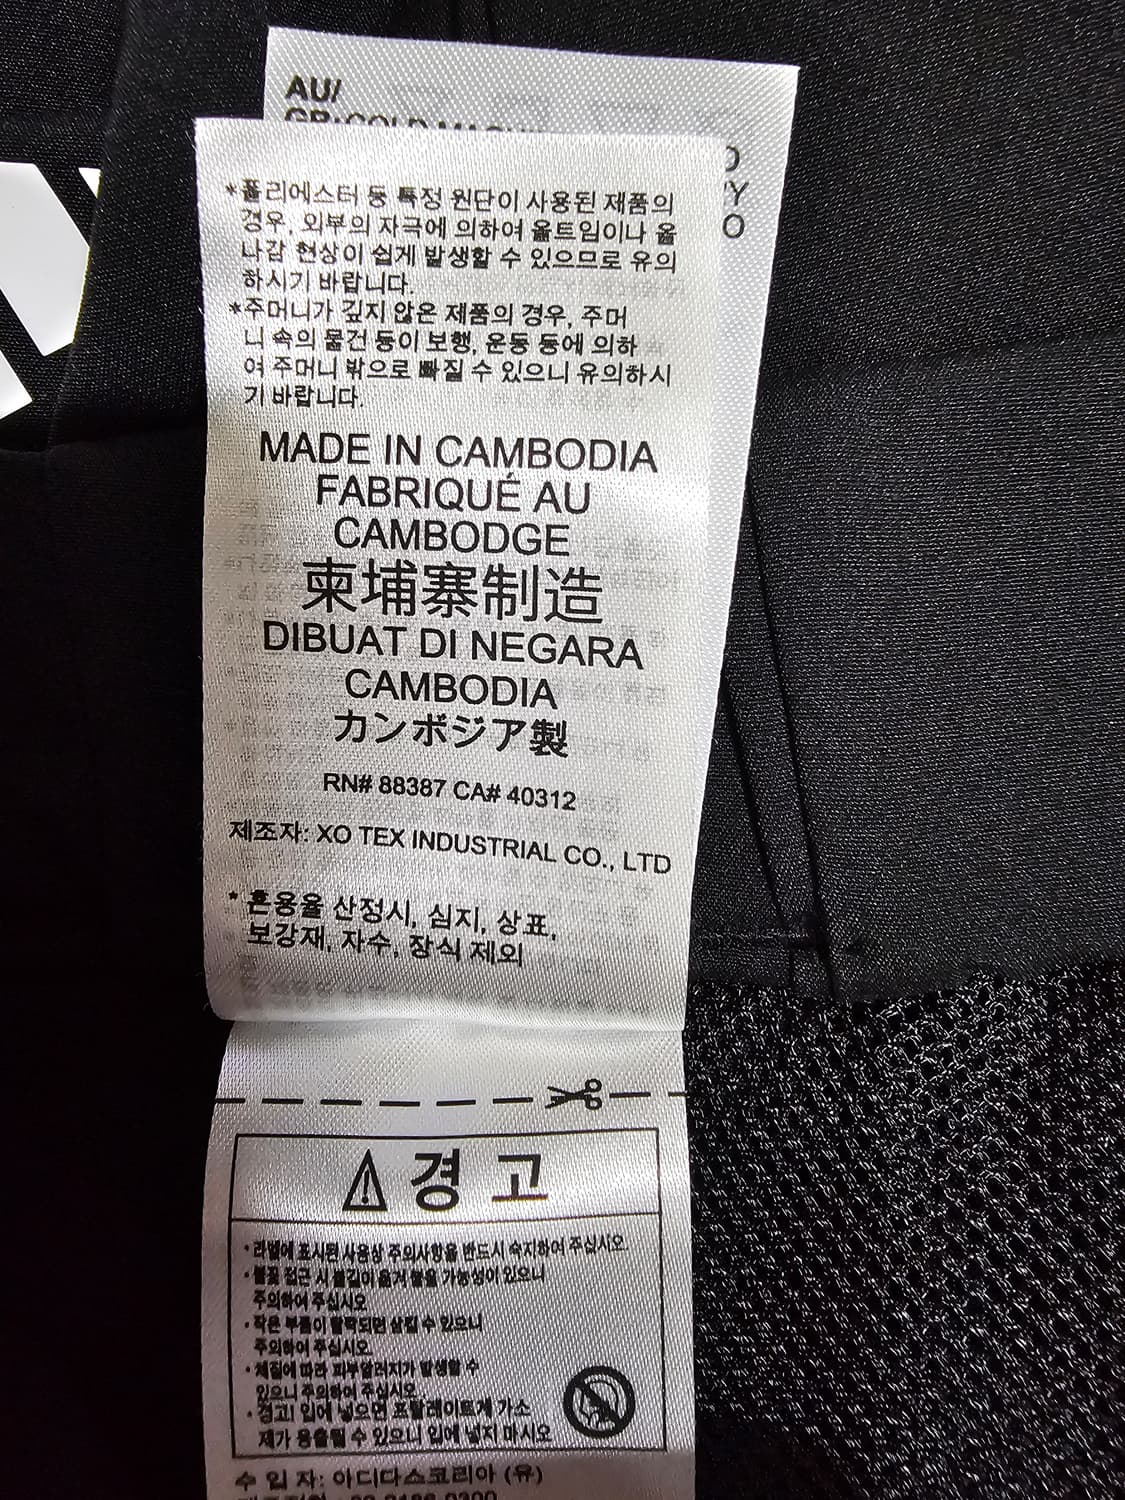 AU/
GR:COLD
O
Y
O
*폴리에스터 등 특정 원단이 사용된 제품의
경우, 외부의 자극에 의하여 올트임이나 올
나감 현상이 쉽게 발생할 수 있으므로 유의
하시기 바랍니다.
*주머니가 깊지 않은 제품의 경우, 주머
니 속의 물건 등이 보행, 운동 등에 의하
여 주머니 밖으로 빠질 수 있으니 유의하시
기 바랍니다.
MADE IN CAMBODIA
FABRIQUÉ AU
CAMBODGE
柬埔寨制造
DIBUAT DI NEGARA
CAMBODIA
カンボジア製
RN# 88387 CA# 40312
제조자: XO TEX INDUSTRIAL CO., LTD
* 혼용율 산정시, 심지, 상표,
보강재, 자수, 장식 제외
경 고
· 라벨에 표시된 사용상 주의사항을 반드시 숙지하여 주십시오.
· 불꽃 접근 시 불길이 옮겨 붙을 가능성이 있으니
주의하여 주십시오
· 작은 부품이 탈락되면 삼킬 수 있으니
주의하여 주십시오.
· 체질에 따라 피부알러지가 발생할 수
있으니 주의하여 주십시오.
· 경고! 입에 넣으면 프탈레이트계 가소
제가 용출될 수 있으니 입에 넣지 마시오
수 입 자: 아디다스코리아 (유)